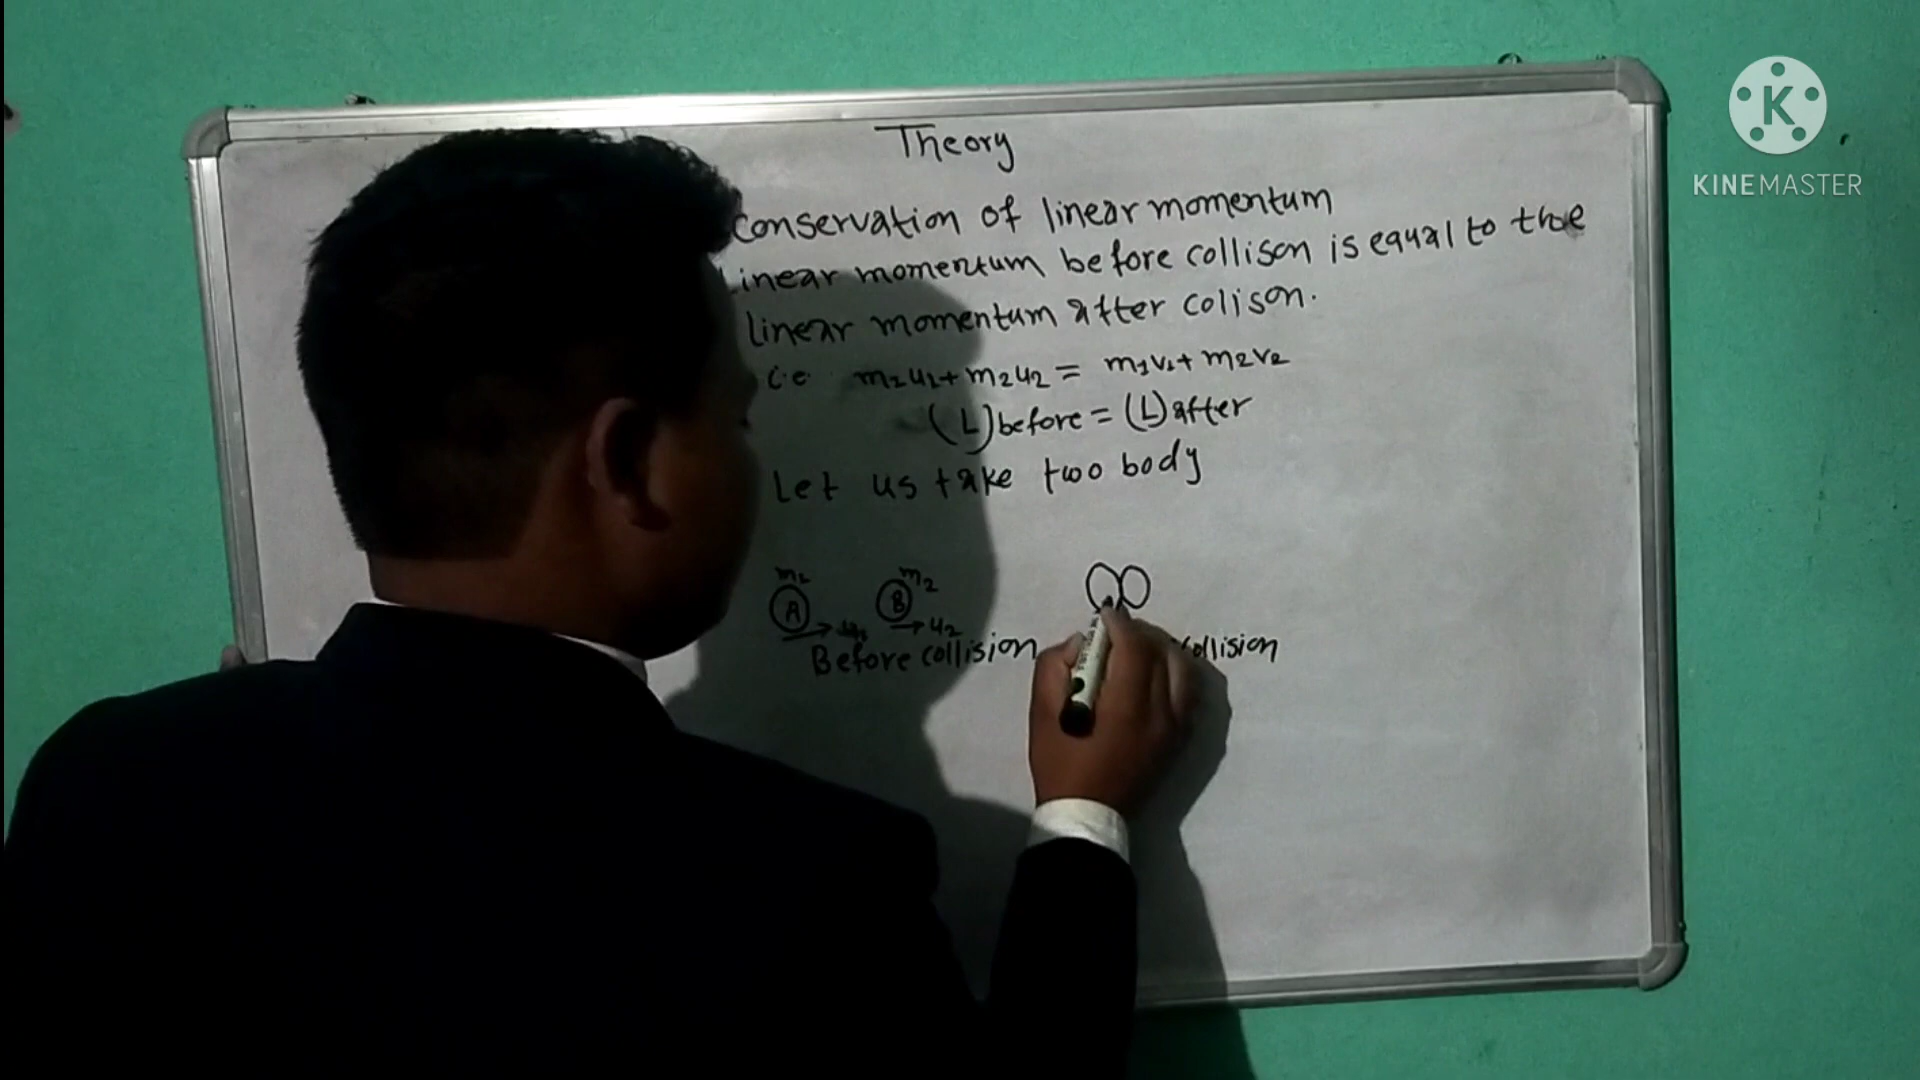 Theory
K
KINEMASTER
conservation of linear momentum
Linear momentum before collison is equal to the
linear momentum after colison.
i.e m1u1+m2u2 = m1v1+m2v2
(L)before = (L)after
Let us take two body
m1 m2
A B
u1 u2
Before collision collision